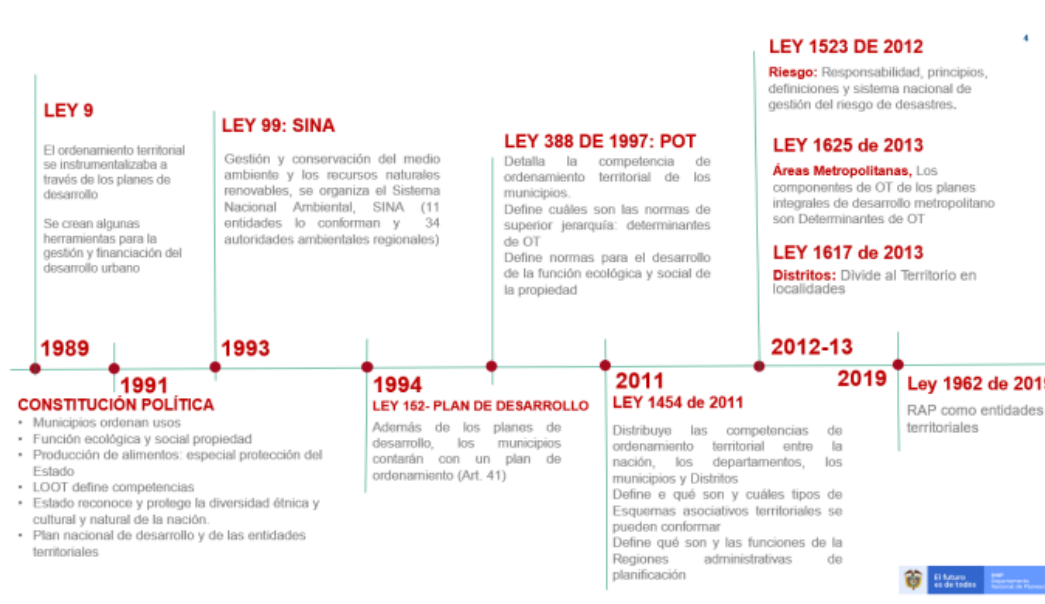 4
LEY 9
El ordenamiento territorial
se instrumentalizaba a
través de los planes de
desarrollo
Se crean algunas
herramientas para la
gestión y financiación del
desarrollo urbano
1989
1991
CONSTITUCIÓN POLÍTICA
• Municipios ordenan usos
• Función ecológica y social propiedad
• Producción de alimentos: especial protección del
Estado
• LOOT define competencias
• Estado reconoce y protege la diversidad étnica y
cultural y natural de la nación.
• Plan nacional de desarrollo y de las entidades
territoriales
LEY 99: SINA
Gestión y conservación del medio
ambiente y los recursos naturales
renovables, se organiza el Sistema
Nacional Ambiental, SINA (11
entidades lo conforman y 34
autoridades ambientales regionales)
1993
1994
LEY 152- PLAN DE DESARROLLO
Además de los planes de
desarrollo, los municipios
contarán con un plan de
ordenamiento (Art. 41)
LEY 388 DE 1997: POT
Detalla la competencia de
ordenamiento territorial de los
municipios.
Define cuáles son las normas de
superior jerarquía: determinantes
de OT
Define normas para el desarrollo
de la función ecológica y social de
la propiedad
2011
LEY 1454 de 2011
Distribuye las competencias de
ordenamiento territorial entre la
nación, los departamentos, los
municipios y Distritos
Define e qué son y cuáles tipos de
Esquemas asociativos territoriales se
pueden conformar
Define qué son y las funciones de la
Regiones administrativas de
planificación
LEY 1523 DE 2012
Riesgo: Responsabilidad, principios,
definiciones y sistema nacional de
gestión del riesgo de desastres.
LEY 1625 de 2013
Áreas Metropolitanas, Los
componentes de OT de los planes
integrales de desarrollo metropolitano
son Determinantes de OT
LEY 1617 de 2013
Distritos: Divide al Territorio en
localidades
2012-13
2019
Ley 1962 de 2019
RAP como entidades
territoriales
El futuro
es de todos
DNP
Departamento
Nacional de Planeación